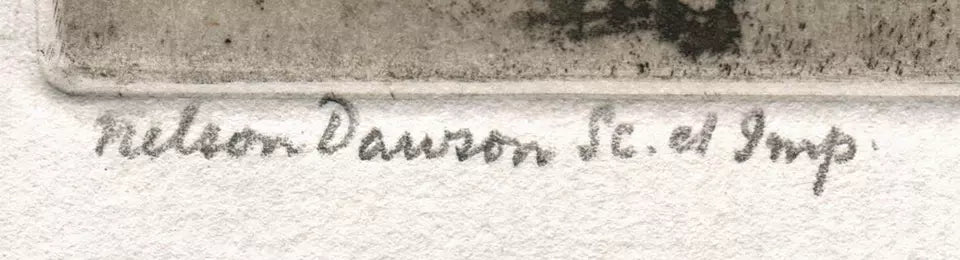 Nelson Dawson Sc. et Imp.